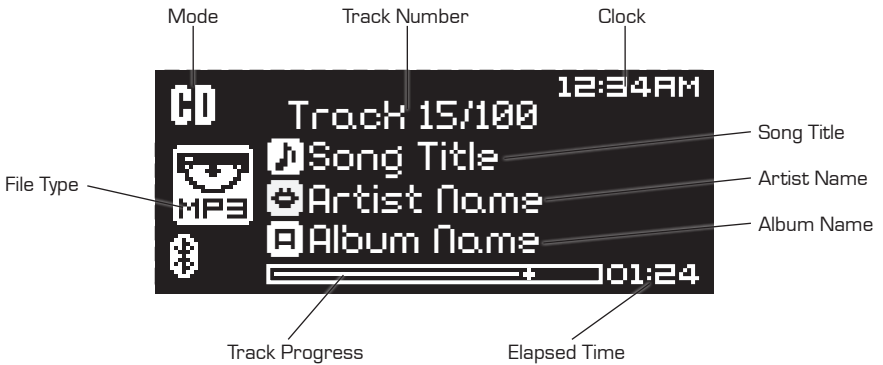 Mode
Track Number
Clock
CD
12:34AM
Track 15/100
Song Title
Song Title
Artist Name
File Type
MP3
Artist Name
A
Album Name
Album Name
01:24
Track Progress
Elapsed Time